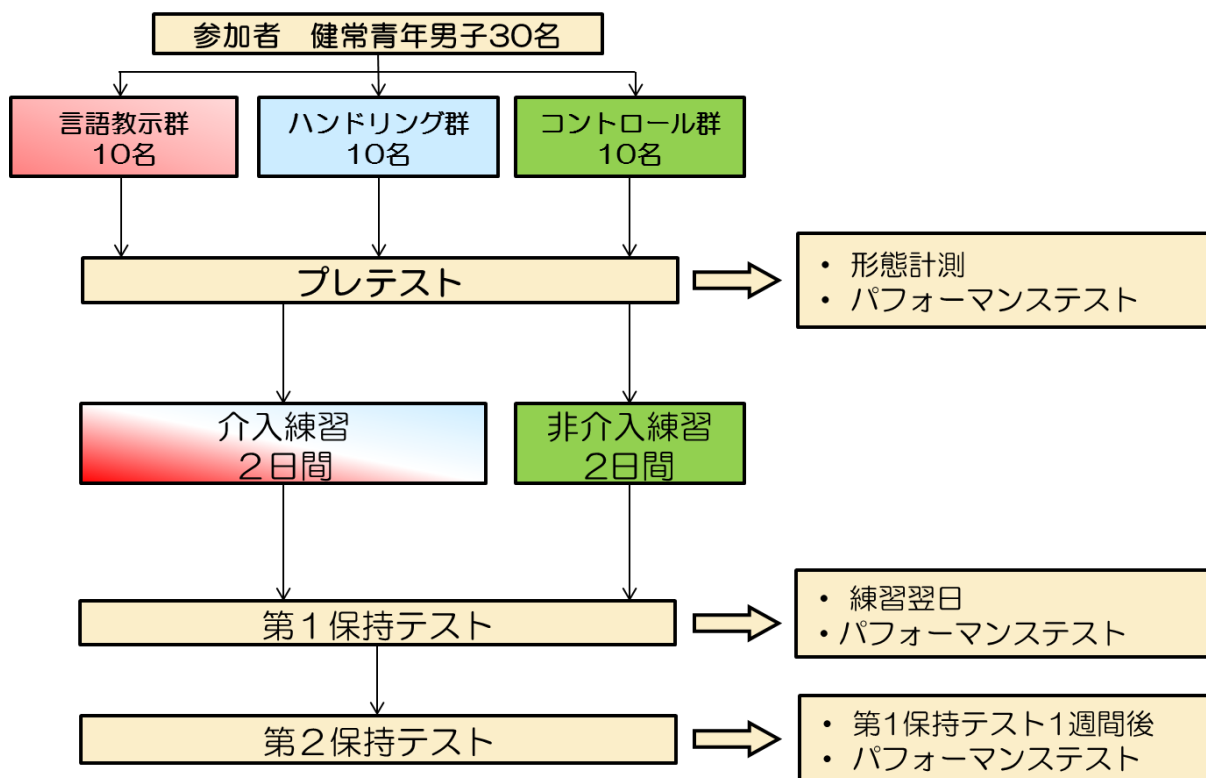 参加者　健常青年男子30名
言語教示群
10名
ハンドリング群
10名
コントロール群
10名
プレテスト
• 形態計測
• パフォーマンステスト
介入練習
２日間
非介入練習
2日間
第１保持テスト
• 練習翌日
• パフォーマンステスト
第２保持テスト
• 第1保持テスト1週間後
• パフォーマンステスト